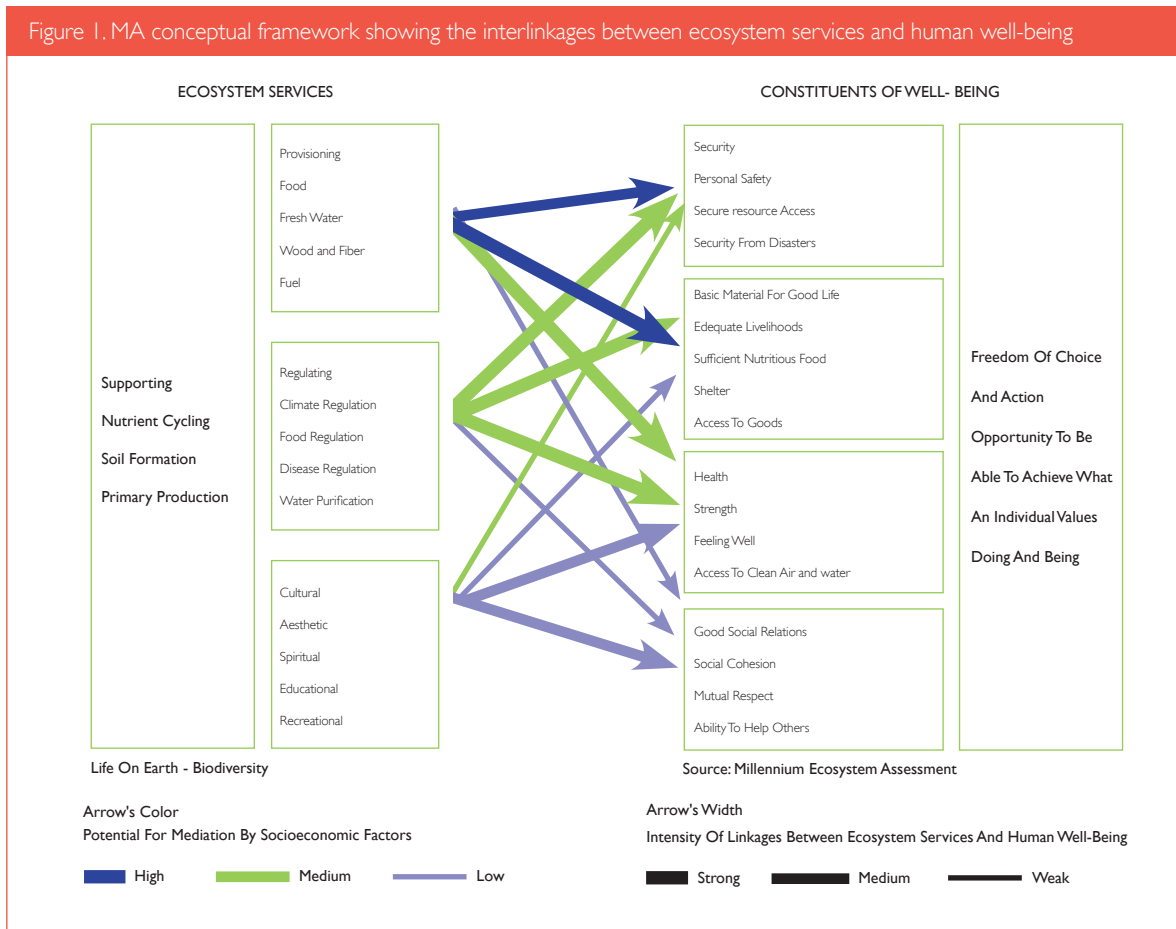 Figure 1. MA conceptual framework showing the interlinkages between ecosystem services and human well-being
ECOSYSTEM SERVICES
Supporting
Nutrient Cycling
Soil Formation
Primary Production
Provisioning
Food
Fresh Water
Wood and Fiber
Fuel
Regulating
Climate Regulation
Food Regulation
Disease Regulation
Water Purification
Cultural
Aesthetic
Spiritual
Educational
Recreational
Life On Earth - Biodiversity
CONSTITUENTS OF WELL- BEING
Security
Personal Safety
Secure resource Access
Security From Disasters
Basic Material For Good Life
Edequate Livelihoods
Sufficient Nutritious Food
Shelter
Access To Goods
Health
Strength
Feeling Well
Access To Clean Air and water
Good Social Relations
Social Cohesion
Mutual Respect
Ability To Help Others
Freedom Of Choice
And Action
Opportunity To Be
Able To Achieve What
An Individual Values
Doing And Being
Source: Millennium Ecosystem Assessment
Arrow's Color
Potential For Mediation By Socioeconomic Factors
High
Medium
Low
Arrow's Width
Intensity Of Linkages Between Ecosystem Services And Human Well-Being
Strong
Medium
Weak